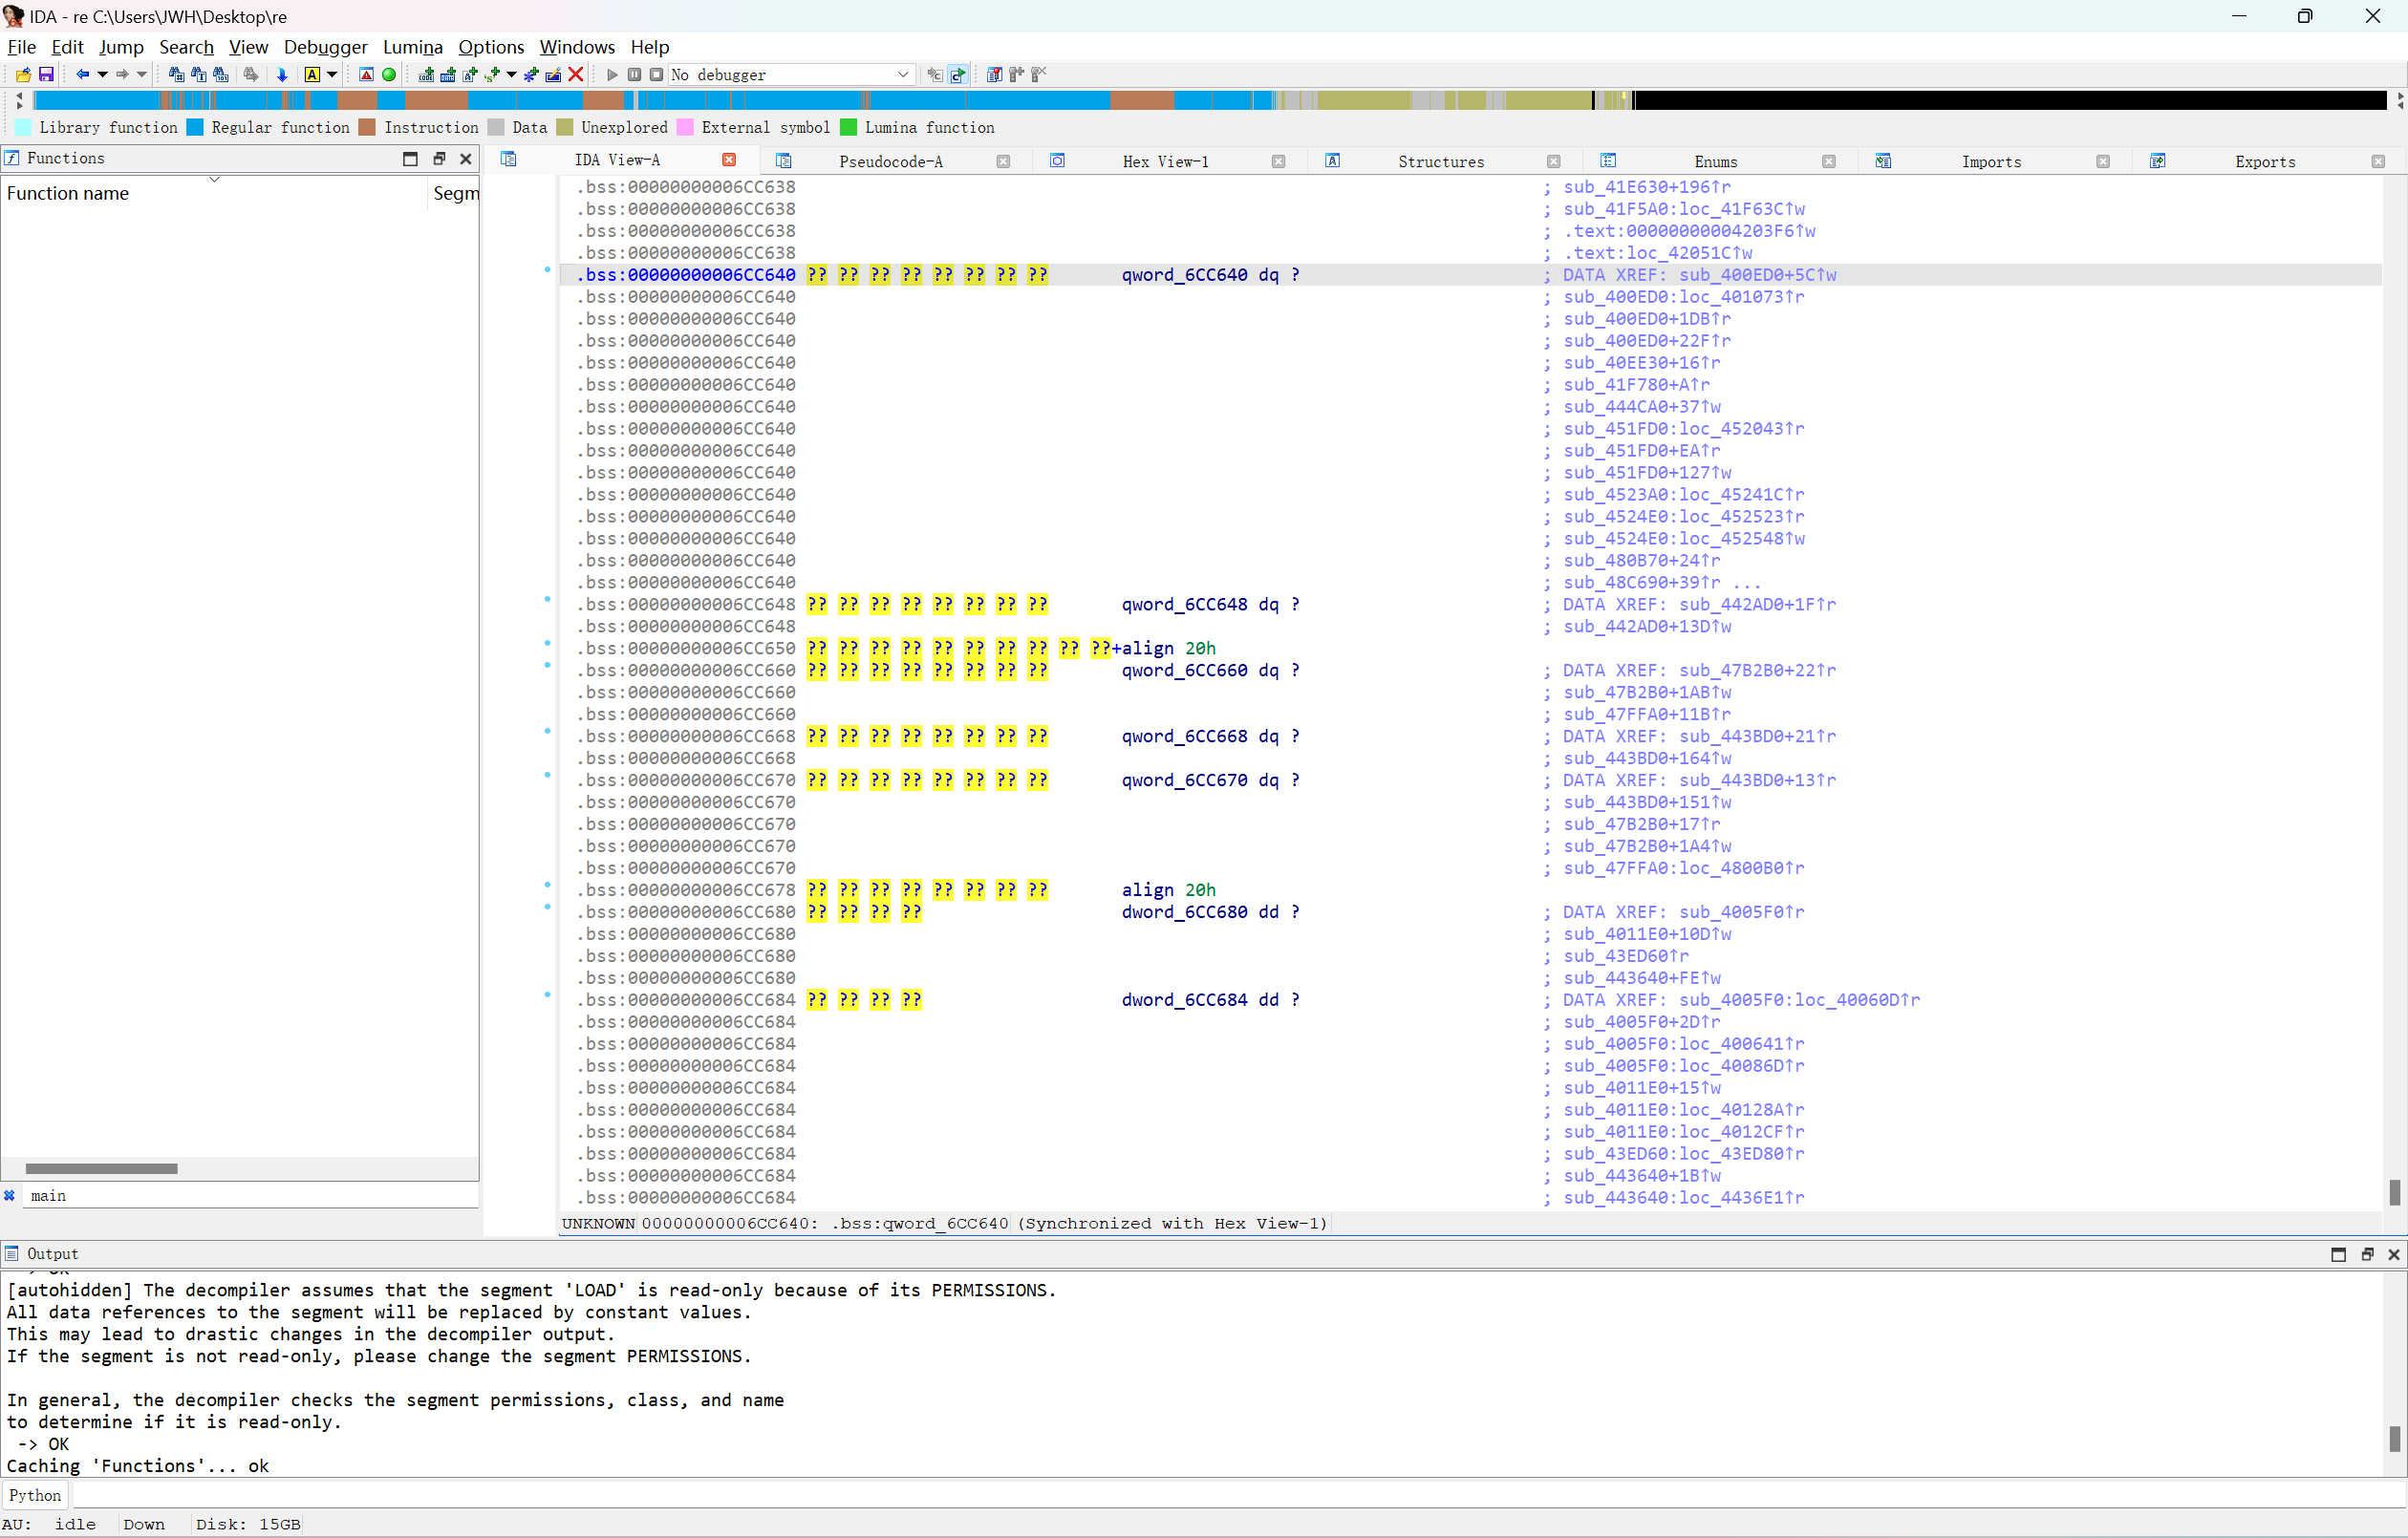 IDA - re C:\Users\JWH\Desktop\re
File Edit Jump Search View Debugger Lumina Options Windows Help
No debugger
Library function Regular function Instruction Data Unexplored External symbol Lumina function
Functions
Function name Segm
IDA View-A Pseudocode-A Hex View-1 Structures Enums Imports Exports
.bss:00000000006CC638 ; sub_41E630+196↑r
.bss:00000000006CC638 ; sub_41F5A0:loc_41F63C↑w
.bss:00000000006CC638 ; .text:00000000004203F6↑w
.bss:00000000006CC638 ; .text:loc_42051C↑w
.bss:00000000006CC640 ?? ?? ?? ?? ?? ?? ?? ?? qword_6CC640 dq ? ; DATA XREF: sub_400ED0+5C↑w
.bss:00000000006CC640 ; sub_400ED0:loc_401073↑r
.bss:00000000006CC640 ; sub_400ED0+1DB↑r
.bss:00000000006CC640 ; sub_400ED0+22F↑r
.bss:00000000006CC640 ; sub_40EE30+16↑r
.bss:00000000006CC640 ; sub_41F780+A↑r
.bss:00000000006CC640 ; sub_444CA0+37↑w
.bss:00000000006CC640 ; sub_451FD0:loc_452043↑r
.bss:00000000006CC640 ; sub_451FD0+EA↑r
.bss:00000000006CC640 ; sub_451FD0+127↑w
.bss:00000000006CC640 ; sub_4523A0:loc_45241C↑r
.bss:00000000006CC640 ; sub_4524E0:loc_452523↑r
.bss:00000000006CC640 ; sub_4524E0:loc_452548↑w
.bss:00000000006CC640 ; sub_480B70+24↑r
.bss:00000000006CC640 ; sub_48C690+39↑r ...
.bss:00000000006CC648 ?? ?? ?? ?? ?? ?? ?? ?? qword_6CC648 dq ? ; DATA XREF: sub_442AD0+1F↑r
.bss:00000000006CC648 ; sub_442AD0+13D↑w
.bss:00000000006CC650 ?? ?? ?? ?? ?? ?? ?? ?? ?? ??+align 20h
.bss:00000000006CC660 ?? ?? ?? ?? ?? ?? ?? ?? qword_6CC660 dq ? ; DATA XREF: sub_47B2B0+22↑r
.bss:00000000006CC660 ; sub_47B2B0+1AB↑w
.bss:00000000006CC660 ; sub_47FFA0+11B↑r
.bss:00000000006CC668 ?? ?? ?? ?? ?? ?? ?? ?? qword_6CC668 dq ? ; DATA XREF: sub_443BD0+21↑r
.bss:00000000006CC668 ; sub_443BD0+164↑w
.bss:00000000006CC670 ?? ?? ?? ?? ?? ?? ?? ?? qword_6CC670 dq ? ; DATA XREF: sub_443BD0+13↑r
.bss:00000000006CC670 ; sub_443BD0+151↑w
.bss:00000000006CC670 ; sub_47B2B0+17↑r
.bss:00000000006CC670 ; sub_47B2B0+1A4↑w
.bss:00000000006CC670 ; sub_47FFA0:loc_4800B0↑r
.bss:00000000006CC678 ?? ?? ?? ?? ?? ?? ?? ?? align 20h
.bss:00000000006CC680 ?? ?? ?? ?? dword_6CC680 dd ? ; DATA XREF: sub_4005F0↑r
.bss:00000000006CC680 ; sub_4011E0+10D↑w
.bss:00000000006CC680 ; sub_43ED60↑r
.bss:00000000006CC680 ; sub_443640+FE↑w
.bss:00000000006CC684 ?? ?? ?? ?? dword_6CC684 dd ? ; DATA XREF: sub_4005F0:loc_40060D↑r
.bss:00000000006CC684 ; sub_4005F0+2D↑r
.bss:00000000006CC684 ; sub_4005F0:loc_400641↑r
.bss:00000000006CC684 ; sub_4005F0:loc_40086D↑r
.bss:00000000006CC684 ; sub_4011E0+15↑w
.bss:00000000006CC684 ; sub_4011E0:loc_40128A↑r
.bss:00000000006CC684 ; sub_4011E0:loc_4012CF↑r
.bss:00000000006CC684 ; sub_43ED60:loc_43ED80↑r
.bss:00000000006CC684 ; sub_443640+1B↑w
.bss:00000000006CC684 ; sub_443640:loc_4436E1↑r
main
UNKNOWN 00000000006CC640: .bss:qword_6CC640 (Synchronized with Hex View-1)
Output
[autohidden] The decompiler assumes that the segment 'LOAD' is read-only because of its PERMISSIONS.
All data references to the segment will be replaced by constant values.
This may lead to drastic changes in the decompiler output.
If the segment is not read-only, please change the segment PERMISSIONS.
In general, the decompiler checks the segment permissions, class, and name
to determine if it is read-only.
-> OK
Caching 'Functions'... ok
Python
AU: idle Down Disk: 15GB